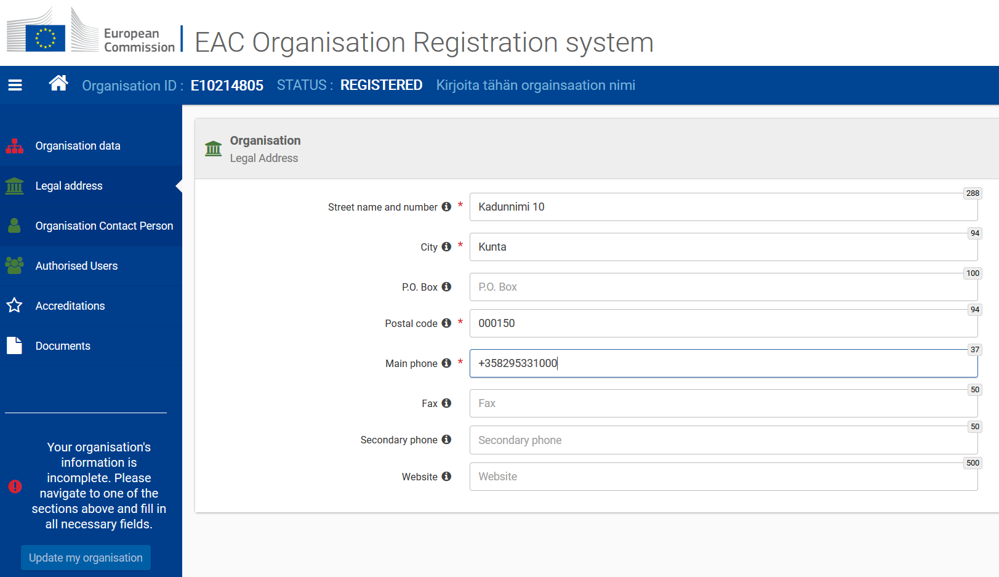 European
Commission
EAC Organisation Registration system
Organisation ID : E10214805 STATUS : REGISTERED Kirjoita tähän orgainsaation nimi
Organisation data
Legal address
Organisation Contact Person
Authorised Users
Accreditations
Documents
Your organisation's
information is
incomplete. Please
navigate to one of the
sections above and fill in
all necessary fields.
Update my organisation
Organisation
Legal Address
Street name and number * Kadunnimi 10 288
City * Kunta 94
P.O. Box P.O. Box 100
Postal code * 000150 94
Main phone * +358295331000 37
Fax Fax 50
Secondary phone Secondary phone 50
Website Website 500